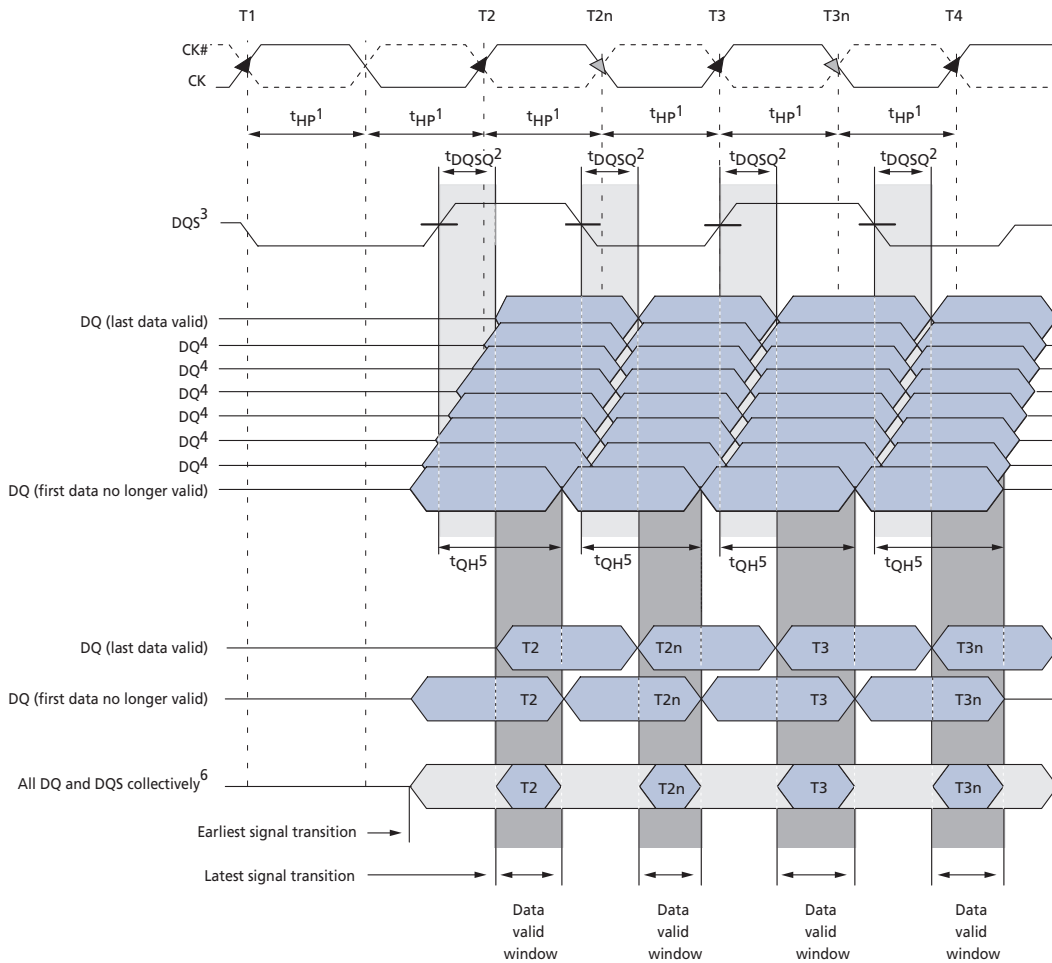 T1 T2 T2n T3 T3n T4
CK#
CK
tHP1 tHP1 tHP1 tHP1 tHP1 tHP1
tDQSQ2 tDQSQ2 tDQSQ2 tDQSQ2
DQS3
DQ (last data valid)
DQ4
DQ4
DQ4
DQ4
DQ4
DQ4
DQ (first data no longer valid)
tQH5 tQH5 tQH5 tQH5
DQ (last data valid) T2 T2n T3 T3n
DQ (first data no longer valid) T2 T2n T3 T3n
All DQ and DQS collectively6 T2 T2n T3 T3n
Earliest signal transition
Latest signal transition
Data Data Data Data
valid valid valid valid
window window window window